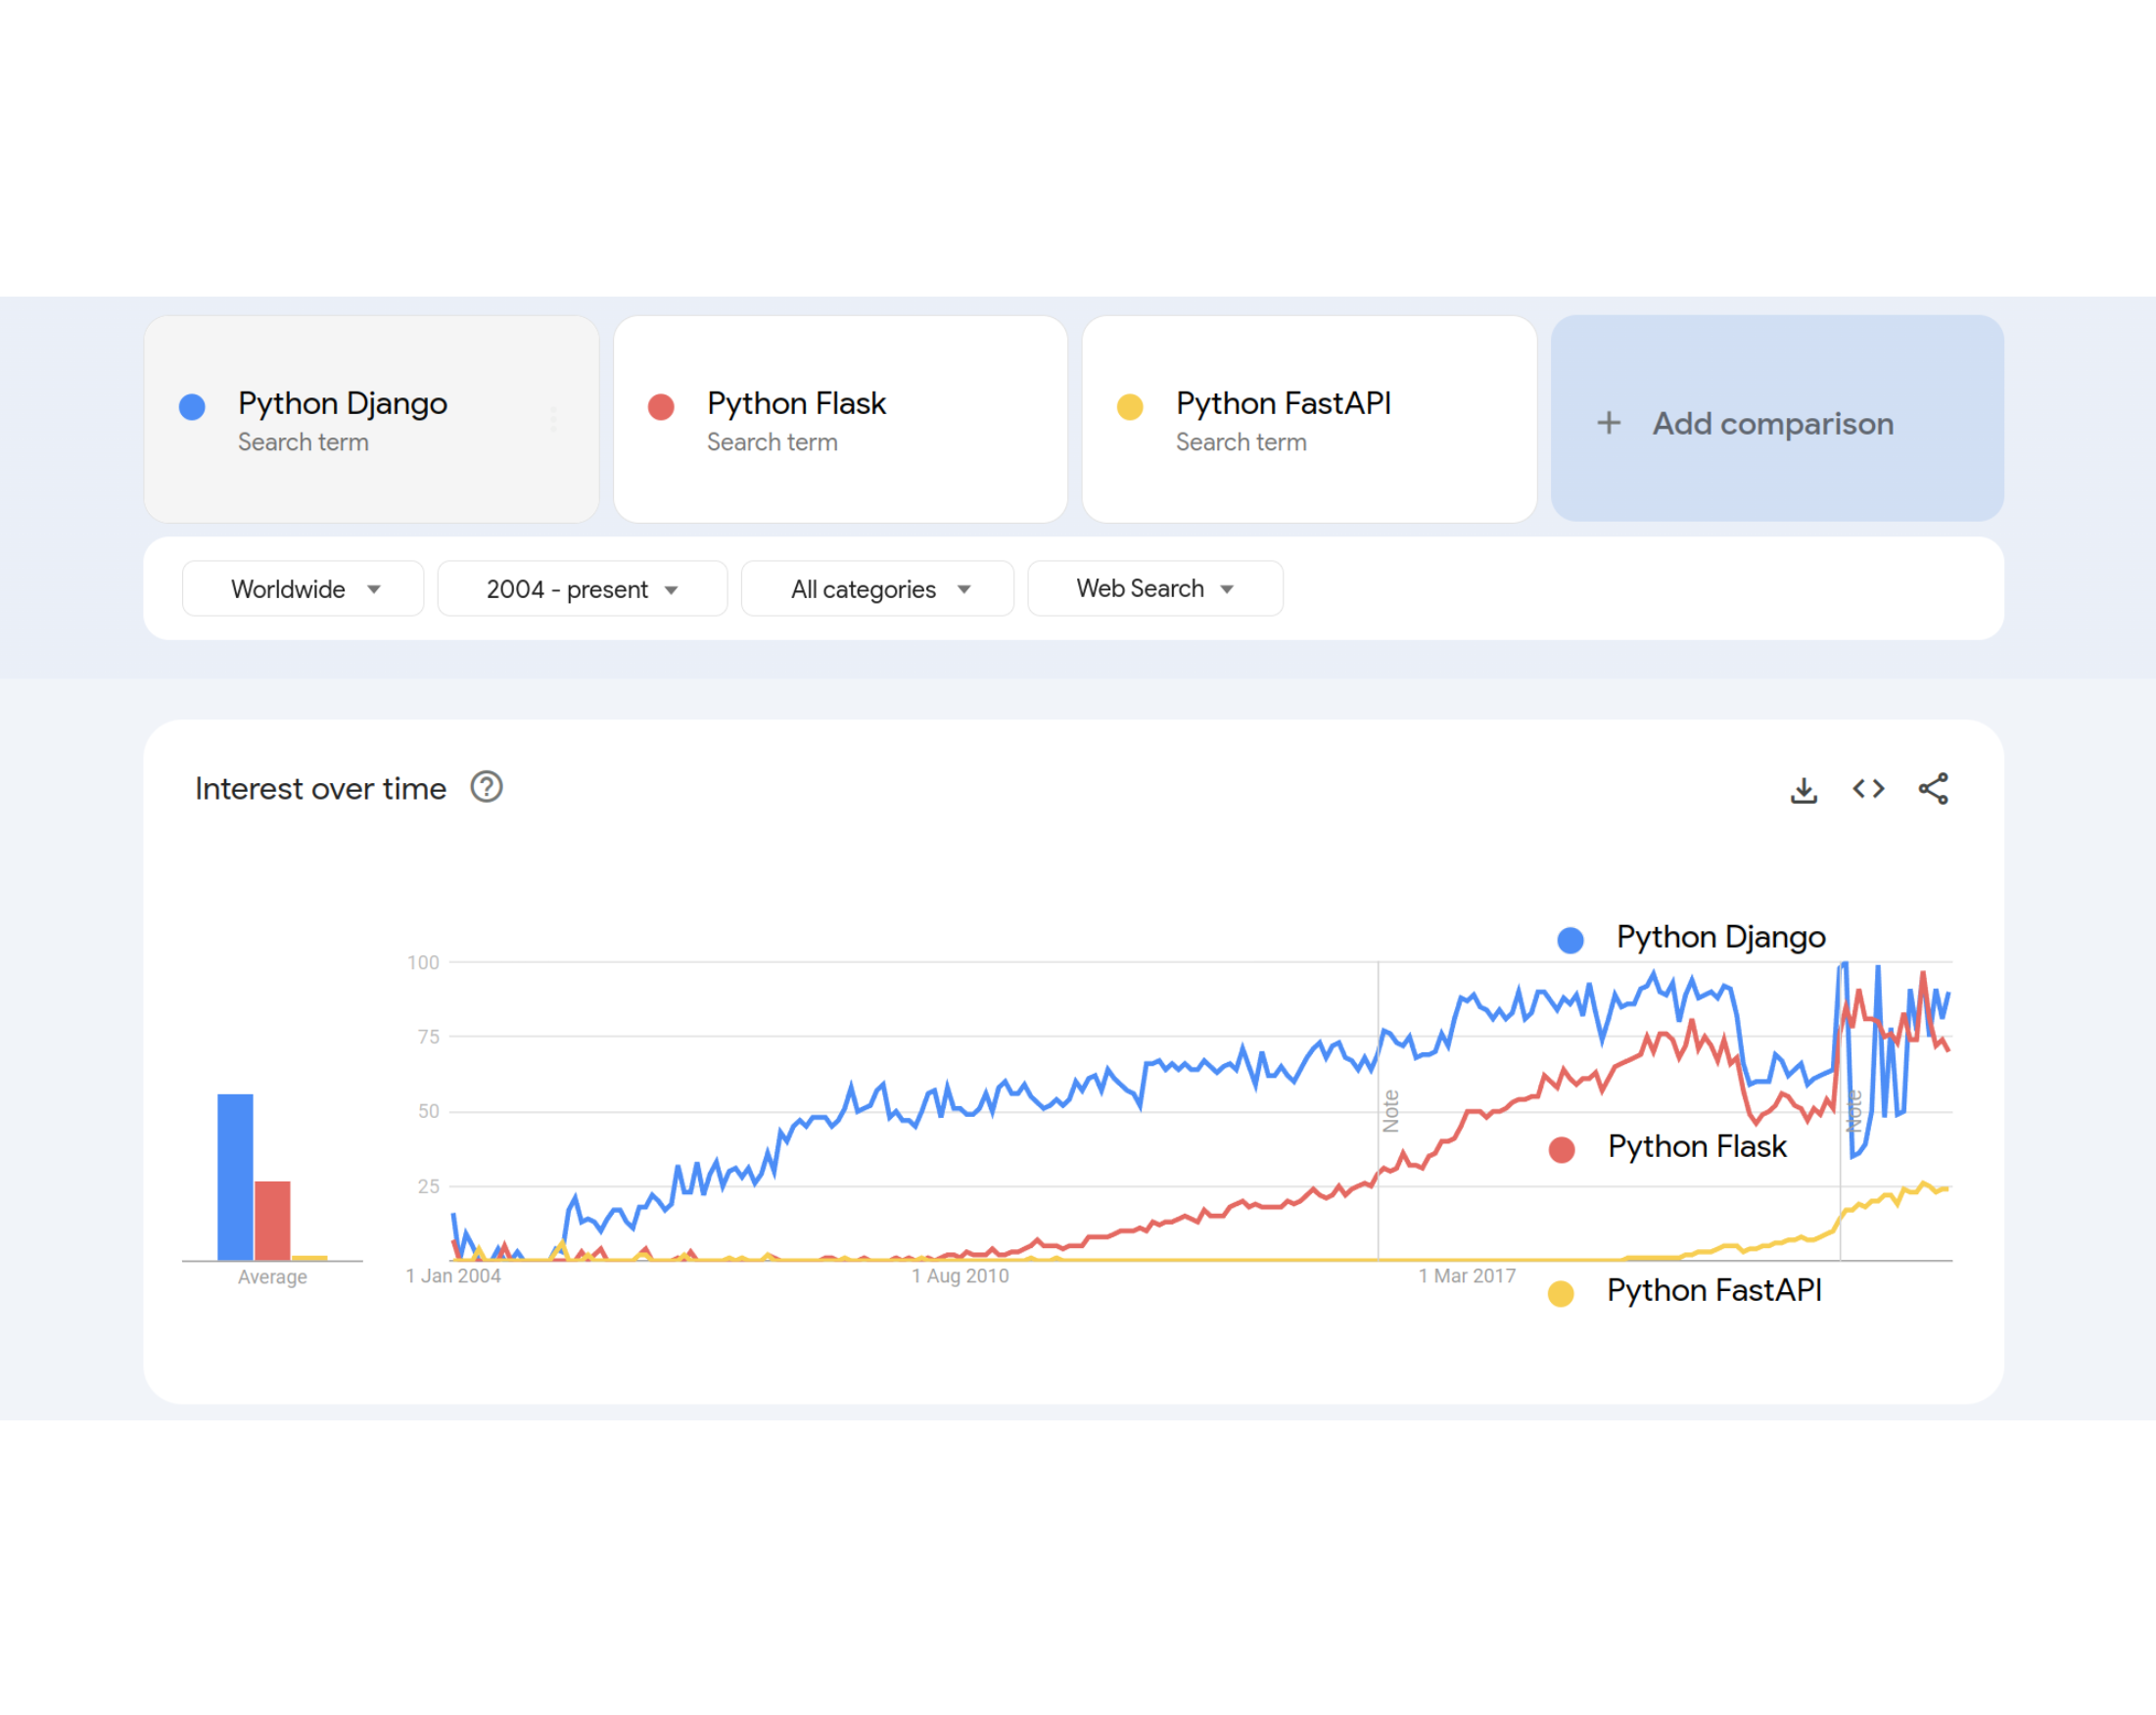 Python Django
Search term
Python Flask
Search term
Python FastAPI
Search term
+ Add comparison
Worldwide
2004 - present
All categories
Web Search
Interest over time ?
Python Django
100
75
50
25
Note
Note
Python Flask
Average
1 Jan 2004
1 Aug 2010
1 Mar 2017
Python FastAPI